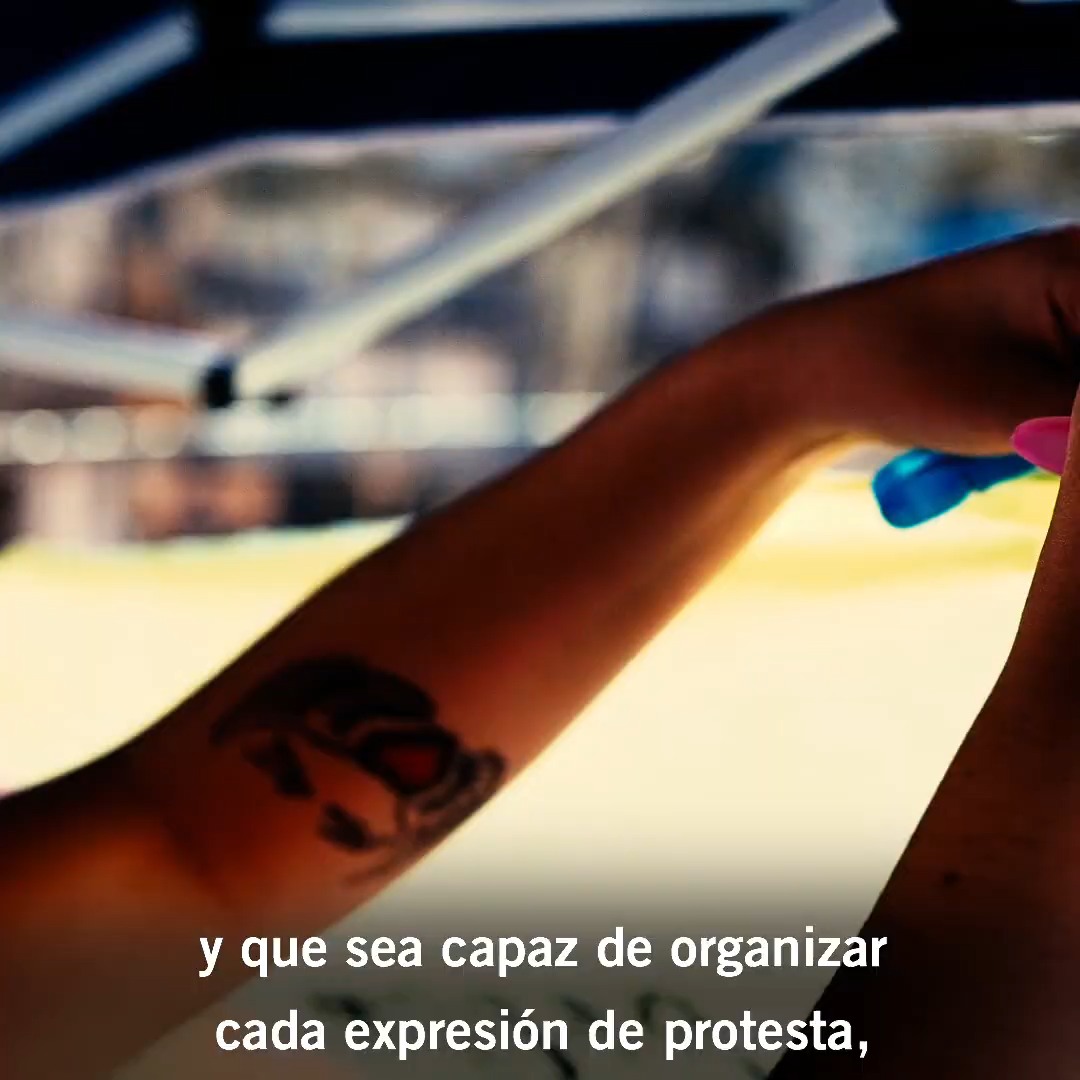 y que sea capaz de organizar
cada expresión de protesta,